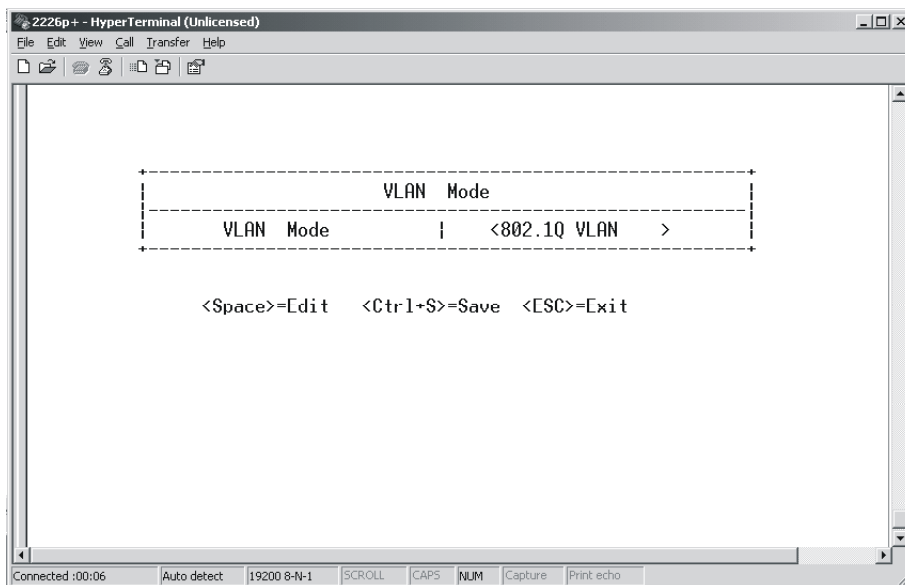 2226p+ - HyperTerminal (Unlicensed)
File Edit View Call Transfer Help
VLAN Mode
VLAN Mode | <802.1Q VLAN >
<Space>=Edit <Ctrl+S>=Save <ESC>=Exit
Connected :00:06 Auto detect 19200 8-N-1 SCROLL CAPS NUM Capture Print echo